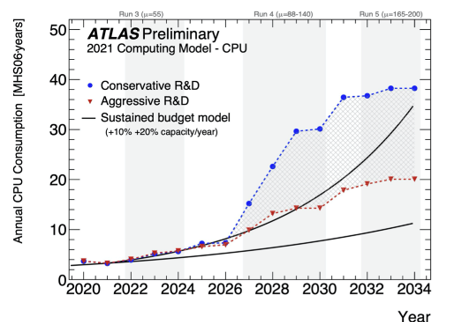 Run 3 (μ=55) Run 4 (μ=88-140) Run 5 (μ=165-200)
ATLAS Preliminary
2021 Computing Model - CPU
Conservative R&D
Aggressive R&D
Sustained budget model
(+10% +20% capacity/year)
Annual CPU Consumption [MHS06·years]
50
40
30
20
10
0
2020 2022 2024 2026 2028 2030 2032 2034
Year